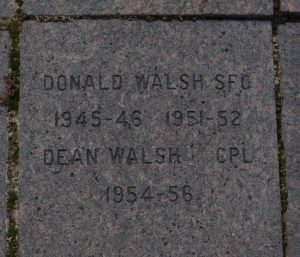 DONALD WALSH SFC
1945-46 1951-52
DEAN WALSH CPL
1954-56